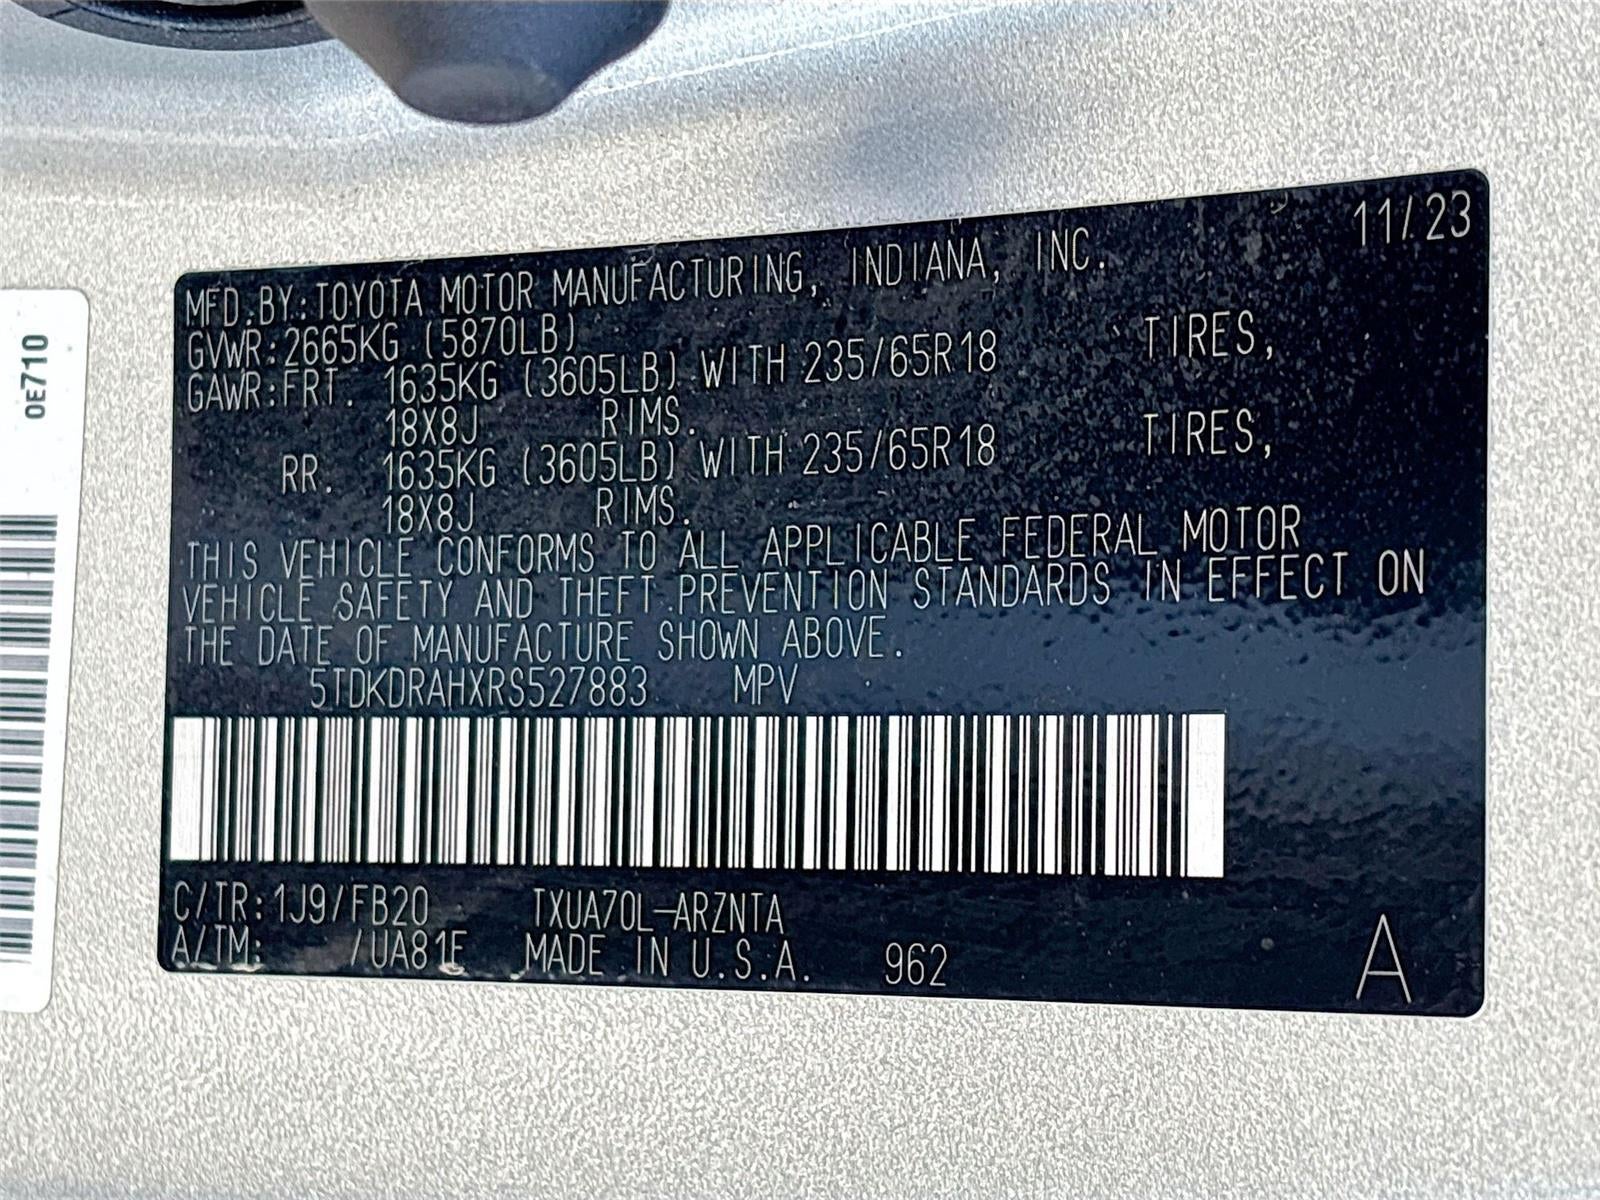 11/23
MFD.BY:TOYOTA MOTOR MANUFACTURING, INDIANA, INC.
GVWR:2665KG (5870LB)
GAWR:FRT. 1635KG (3605LB) WITH 235/65R18 TIRES,
18X8J RIMS.
RR. 1635KG (3605LB) WITH 235/65R18 TIRES,
18X8J RIMS.
THIS VEHICLE CONFORMS TO ALL APPLICABLE FEDERAL MOTOR
VEHICLE SAFETY AND THEFT PREVENTION STANDARDS IN EFFECT ON
THE DATE OF MANUFACTURE SHOWN ABOVE.
5TDKDRAHXRS527883 MPV
C/TR:1J9/FB20 TXUA70L-ARZNTA
A/TM: /UA81F MADE IN U.S.A. 962
A
0E710